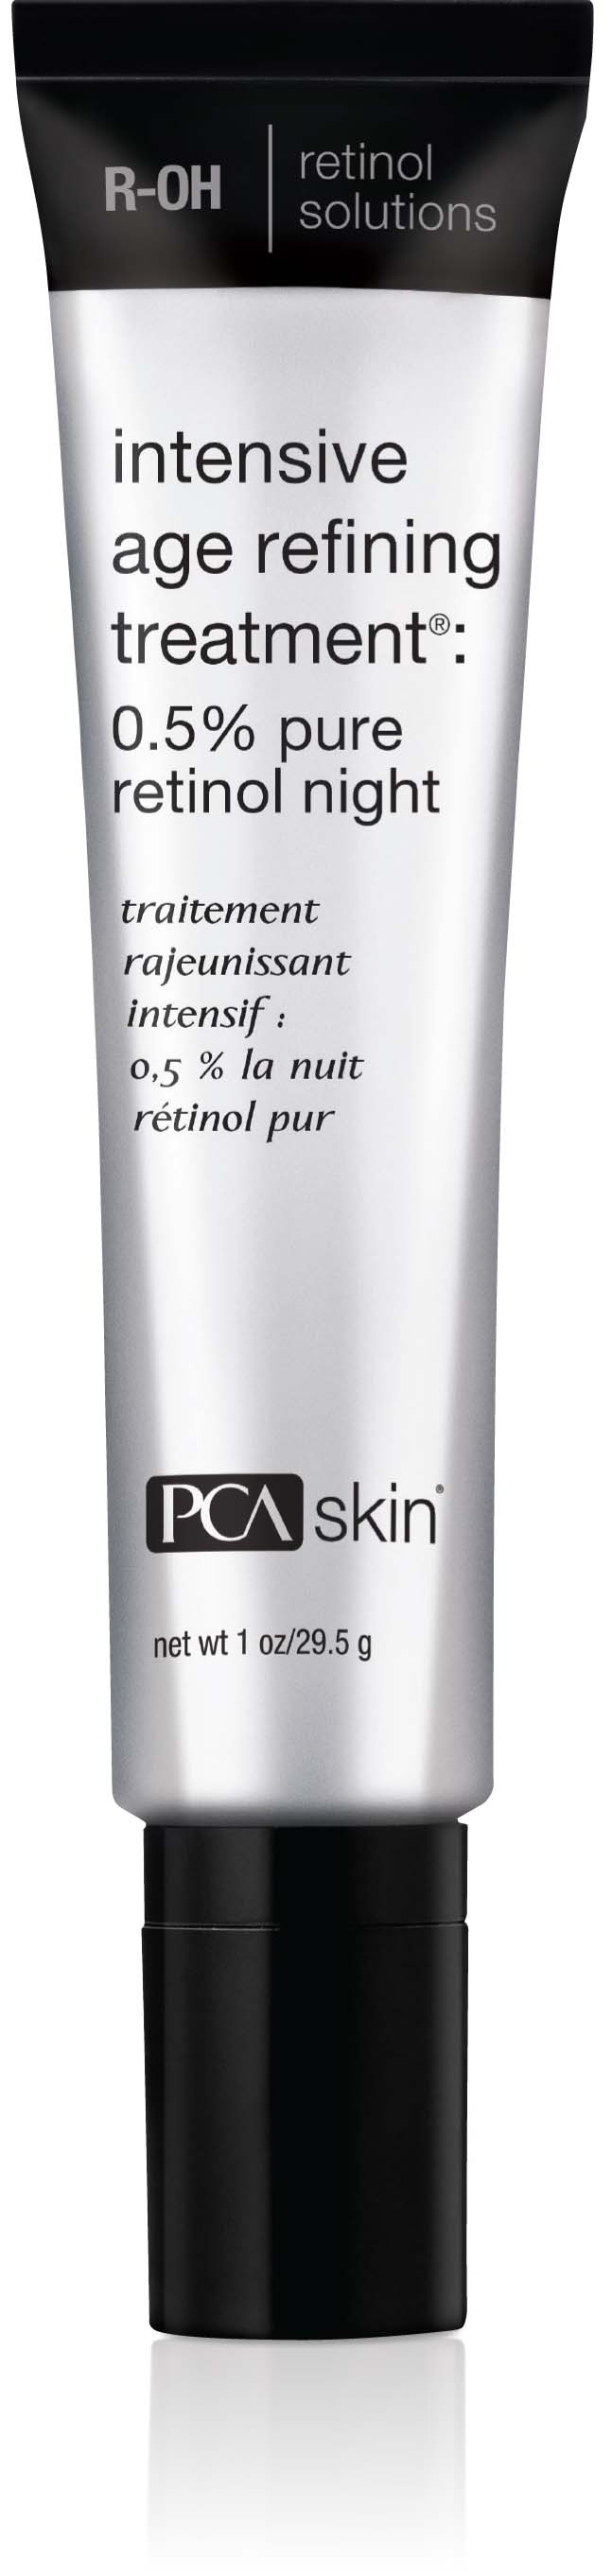 R-OH
retinol
solutions
intensive
age refining
treatment®:
0.5% pure
retinol night
traitement
rajeunissant
intensif :
0,5 % la nuit
rétinol pur
PCA skin®
net wt 1 oz/29.5 g